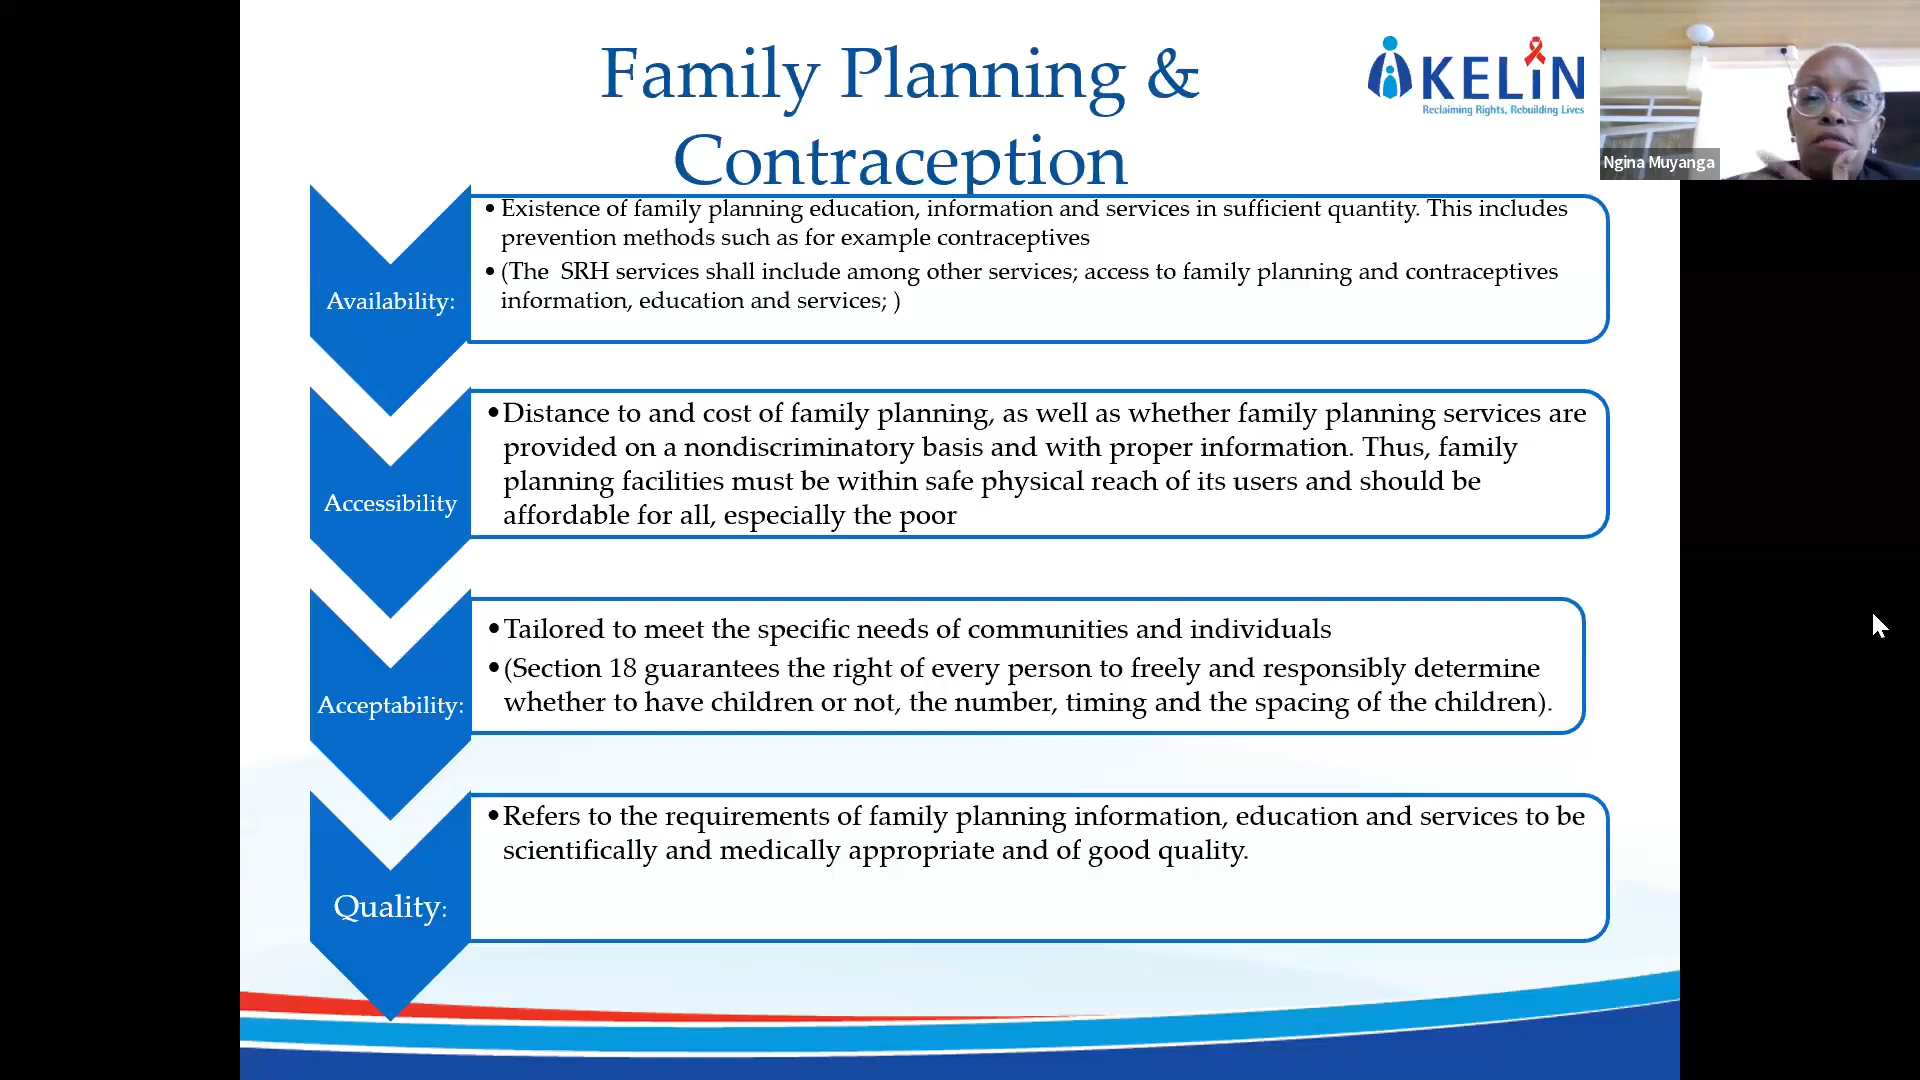 Family Planning &
Contraception
KELIN
Reclaiming Rights, Rebuilding Lives
Ngina Muyanga
Availability:
• Existence of family planning education, information and services in sufficient quantity. This includes
prevention methods such as for example contraceptives
• (The  SRH services shall include among other services; access to family planning and contraceptives
information, education and services; )
Accessibility
•Distance to and cost of family planning, as well as whether family planning services are
provided on a nondiscriminatory basis and with proper information. Thus, family
planning facilities must be within safe physical reach of its users and should be
affordable for all, especially the poor
Acceptability:
•Tailored to meet the specific needs of communities and individuals
•(Section 18 guarantees the right of every person to freely and responsibly determine
whether to have children or not, the number, timing and the spacing of the children).
Quality:
•Refers to the requirements of family planning information, education and services to be
scientifically and medically appropriate and of good quality.